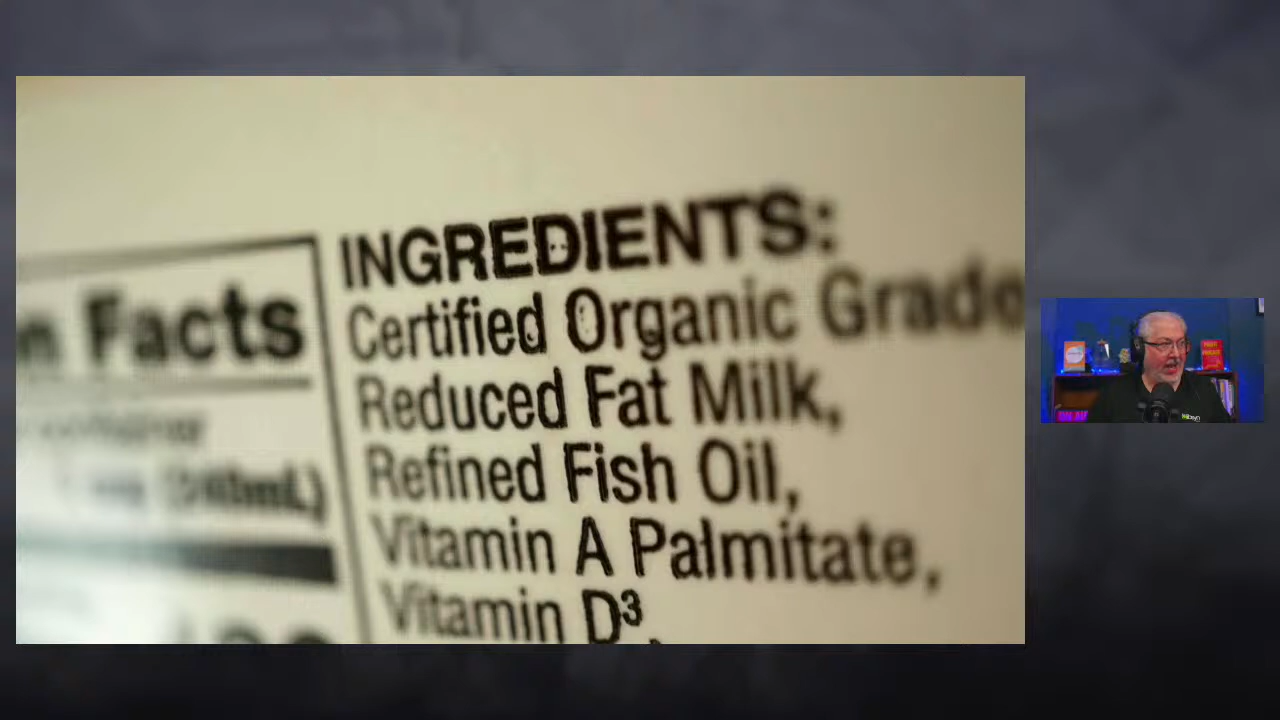 n Facts
INGREDIENTS:
Certified Organic Grade
Reduced Fat Milk,
Refined Fish Oil,
Vitamin A Palmitate,
Vitamin D³,